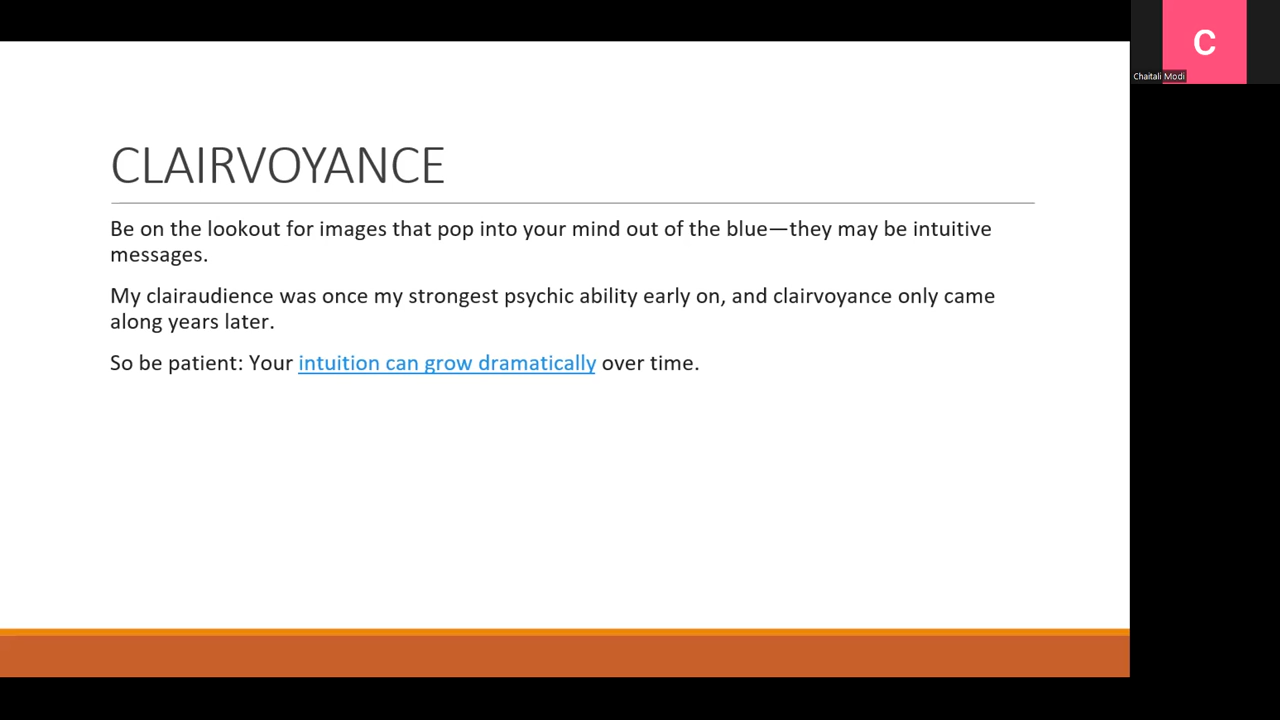 C
Chaitali Modi
CLAIRVOYANCE
Be on the lookout for images that pop into your mind out of the blue—they may be intuitive
messages.
My clairaudience was once my strongest psychic ability early on, and clairvoyance only came
along years later.
So be patient: Your intuition can grow dramatically over time.